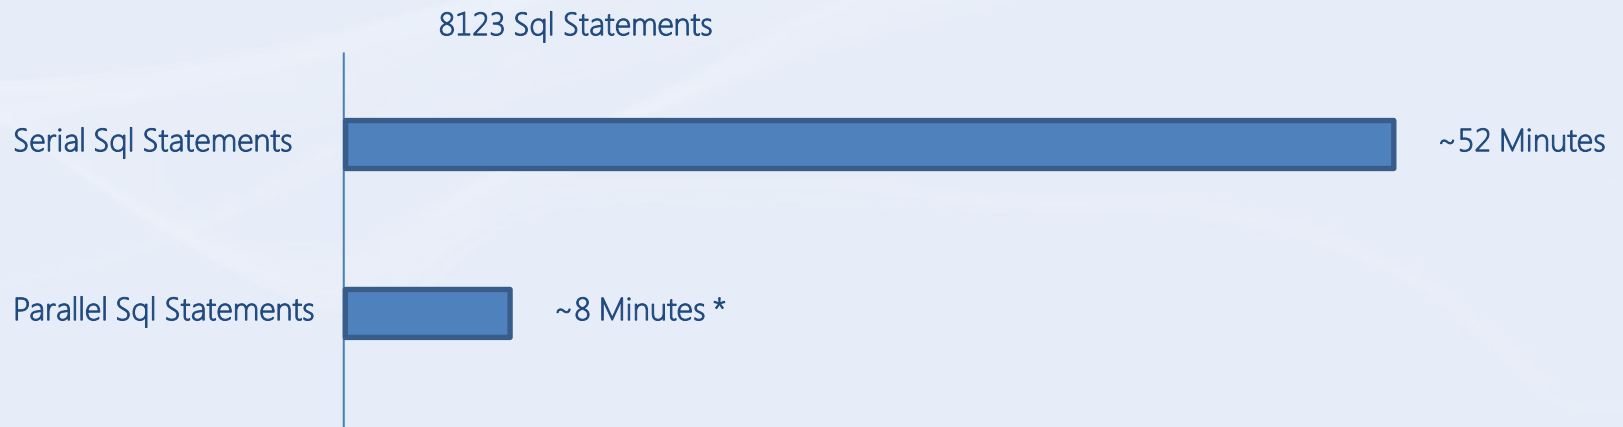 8123 Sql Statements
Serial Sql Statements
~52 Minutes
Parallel Sql Statements
~8 Minutes *